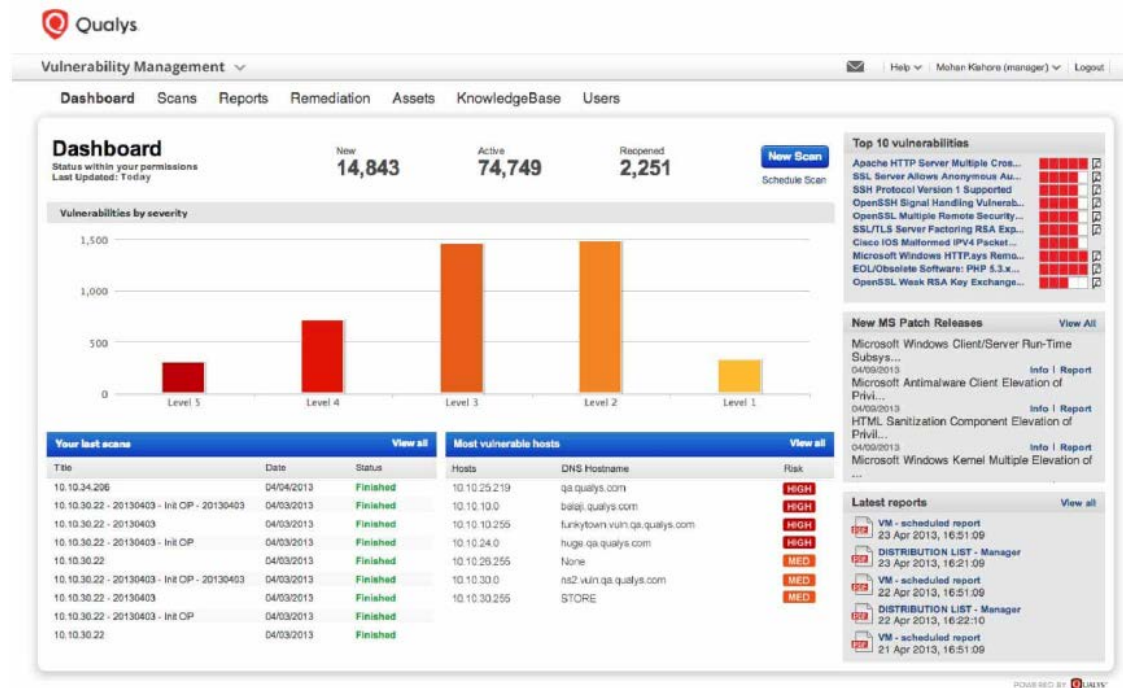 Qualys
Vulnerability Management
Help
Mohan Kishore (manager)
Logout
Dashboard
Scans
Reports
Remediation
Assets
KnowledgeBase
Users
Dashboard
Status within your permissions
Last Updated: Today
New
14,843
Active
74,749
Reopened
2,251
New Scan
Schedule Scan
Vulnerabilities by severity
1,500
1,000
500
0
Level 5
Level 4
Level 3
Level 2
Level 1
Your last scans View all
Title Date Status
10.10.34.206 04/04/2013 Finished
10.10.30.22 - 20130403 - Init OP - 20130403 04/03/2013 Finished
10.10.30.22 - 20130403 04/03/2013 Finished
10.10.30.22 - 20130403 - Init OP 04/03/2013 Finished
10.10.30.22 04/03/2013 Finished
10.10.30.22 - 20130403 - Init OP - 20130403 04/03/2013 Finished
10.10.30.22 - 20130403 04/03/2013 Finished
10.10.30.22 - 20130403 - Init OP 04/03/2013 Finished
10.10.30.22 04/03/2013 Finished
Most vulnerable hosts View all
Hosts DNS Hostname Risk
10.10.25.219 qa.qualys.com HIGH
10.10.10.0 balaji.qualys.com HIGH
10.10.10.255 funkytown.vuln.qa.qualys.com HIGH
10.10.24.0 huge.qa.qualys.com HIGH
10.10.26.255 None MED
10.10.30.0 ns2.vuln.qa.qualys.com MED
10.10.30.255 STORE MED
Top 10 vulnerabilities
Apache HTTP Server Multiple Cros...
SSL Server Allows Anonymous Au...
SSH Protocol Version 1 Supported
OpenSSH Signal Handling Vulnerab...
OpenSSL Multiple Remote Security...
SSL/TLS Server Factoring RSA Exp...
Cisco IOS Malformed IPV4 Packet...
Microsoft Windows HTTP.sys Remo...
EOL/Obsolete Software: PHP 5.3.x...
OpenSSL Weak RSA Key Exchange...
New MS Patch Releases View All
Microsoft Windows Client/Server Run-Time
Subsys...
04/09/2013 Info | Report
Microsoft Antimalware Client Elevation of
Privi...
04/09/2013 Info | Report
HTML Sanitization Component Elevation of
Privil...
04/09/2013 Info | Report
Microsoft Windows Kernel Multiple Elevation of
...
Latest reports View all
VM - scheduled report
23 Apr 2013, 16:51:09
DISTRIBUTION LIST - Manager
23 Apr 2013, 16:21:09
VM - scheduled report
22 Apr 2013, 16:51:09
DISTRIBUTION LIST - Manager
22 Apr 2013, 16:22:10
VM - scheduled report
21 Apr 2013, 16:51:09
POWERED BY QUALYS